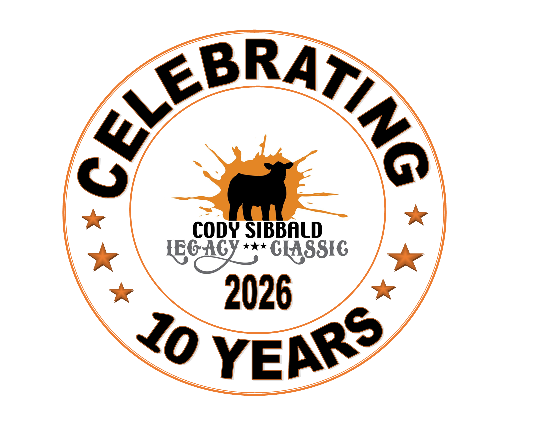 CELEBRATING
CODY SIBBALD
LEGACY CLASSIC
2026
10 YEARS